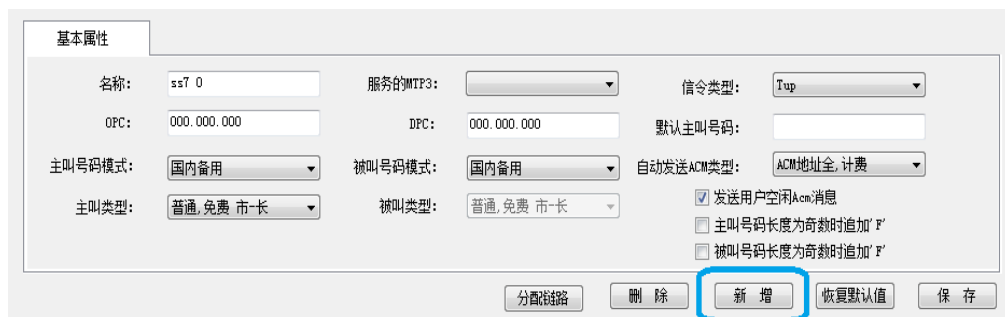 基本属性
名称: ss7 0 服务的MTP3: 信令类型: Tup
OPC: 000.000.000 DPC: 000.000.000 默认主叫号码:
主叫号码模式: 国内备用 被叫号码模式: 国内备用 自动发送ACM类型: ACM地址全,计费
主叫类型: 普通,免费 市-长 被叫类型: 普通,免费 市-长 发送用户空闲Acm消息
主叫号码长度为奇数时追加'F'
被叫号码长度为奇数时追加'F'
分配链路 删 除 新 增 恢复默认值 保 存